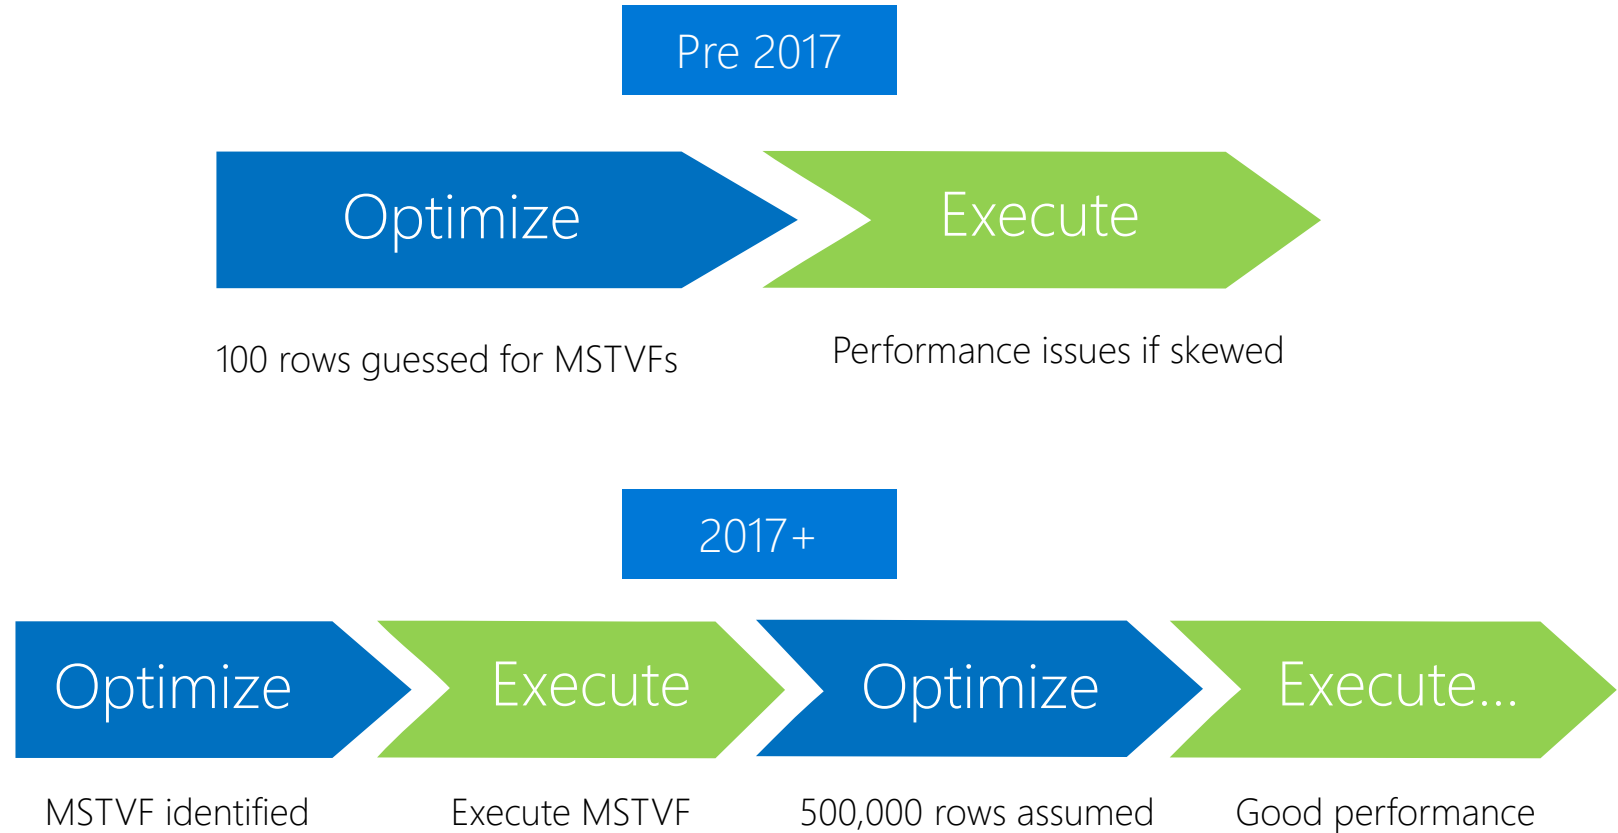 Pre 2017
Optimize
Execute
100 rows guessed for MSTVFs
Performance issues if skewed
2017+
Optimize
Execute
Optimize
Execute...
MSTVF identified
Execute MSTVF
500,000 rows assumed
Good performance